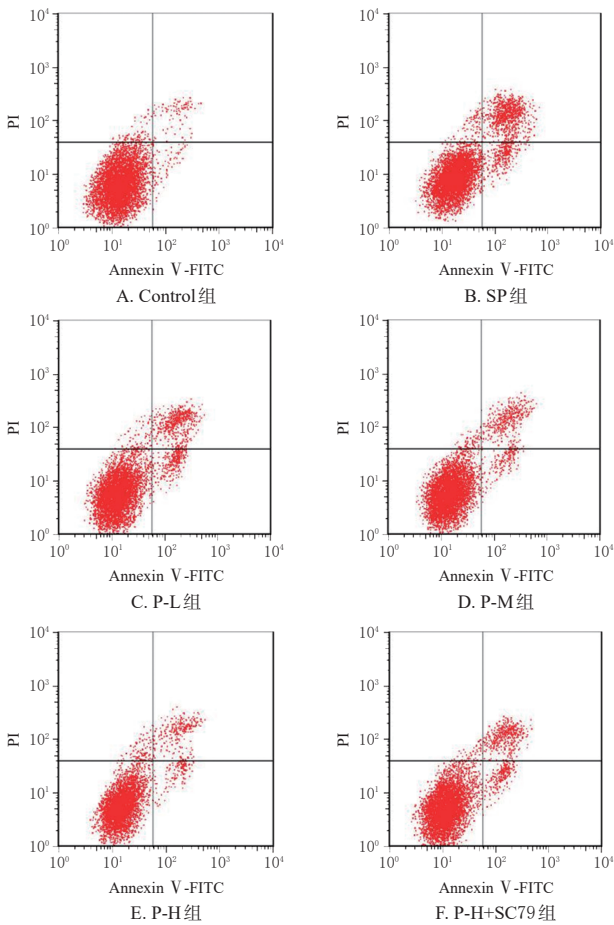 10⁴ 10⁴
10³ 10³
PI 10² PI 10²
10¹ 10¹
10⁰ 10⁰
10⁰ 10¹ 10² 10³ 10⁴ 10⁰ 10¹ 10² 10³ 10⁴
Annexin Ⅴ-FITC Annexin Ⅴ-FITC
A. Control组 B. SP组
10⁴ 10⁴
10³ 10³
PI 10² PI 10²
10¹ 10¹
10⁰ 10⁰
10⁰ 10¹ 10² 10³ 10⁴ 10⁰ 10¹ 10² 10³ 10⁴
Annexin Ⅴ-FITC Annexin Ⅴ-FITC
C. P-L组 D. P-M组
10⁴ 10⁴
10³ 10³
PI 10² PI 10²
10¹ 10¹
10⁰ 10⁰
10⁰ 10¹ 10² 10³ 10⁴ 10⁰ 10¹ 10² 10³ 10⁴
Annexin Ⅴ-FITC Annexin Ⅴ-FITC
E. P-H组 F. P-H+SC79组